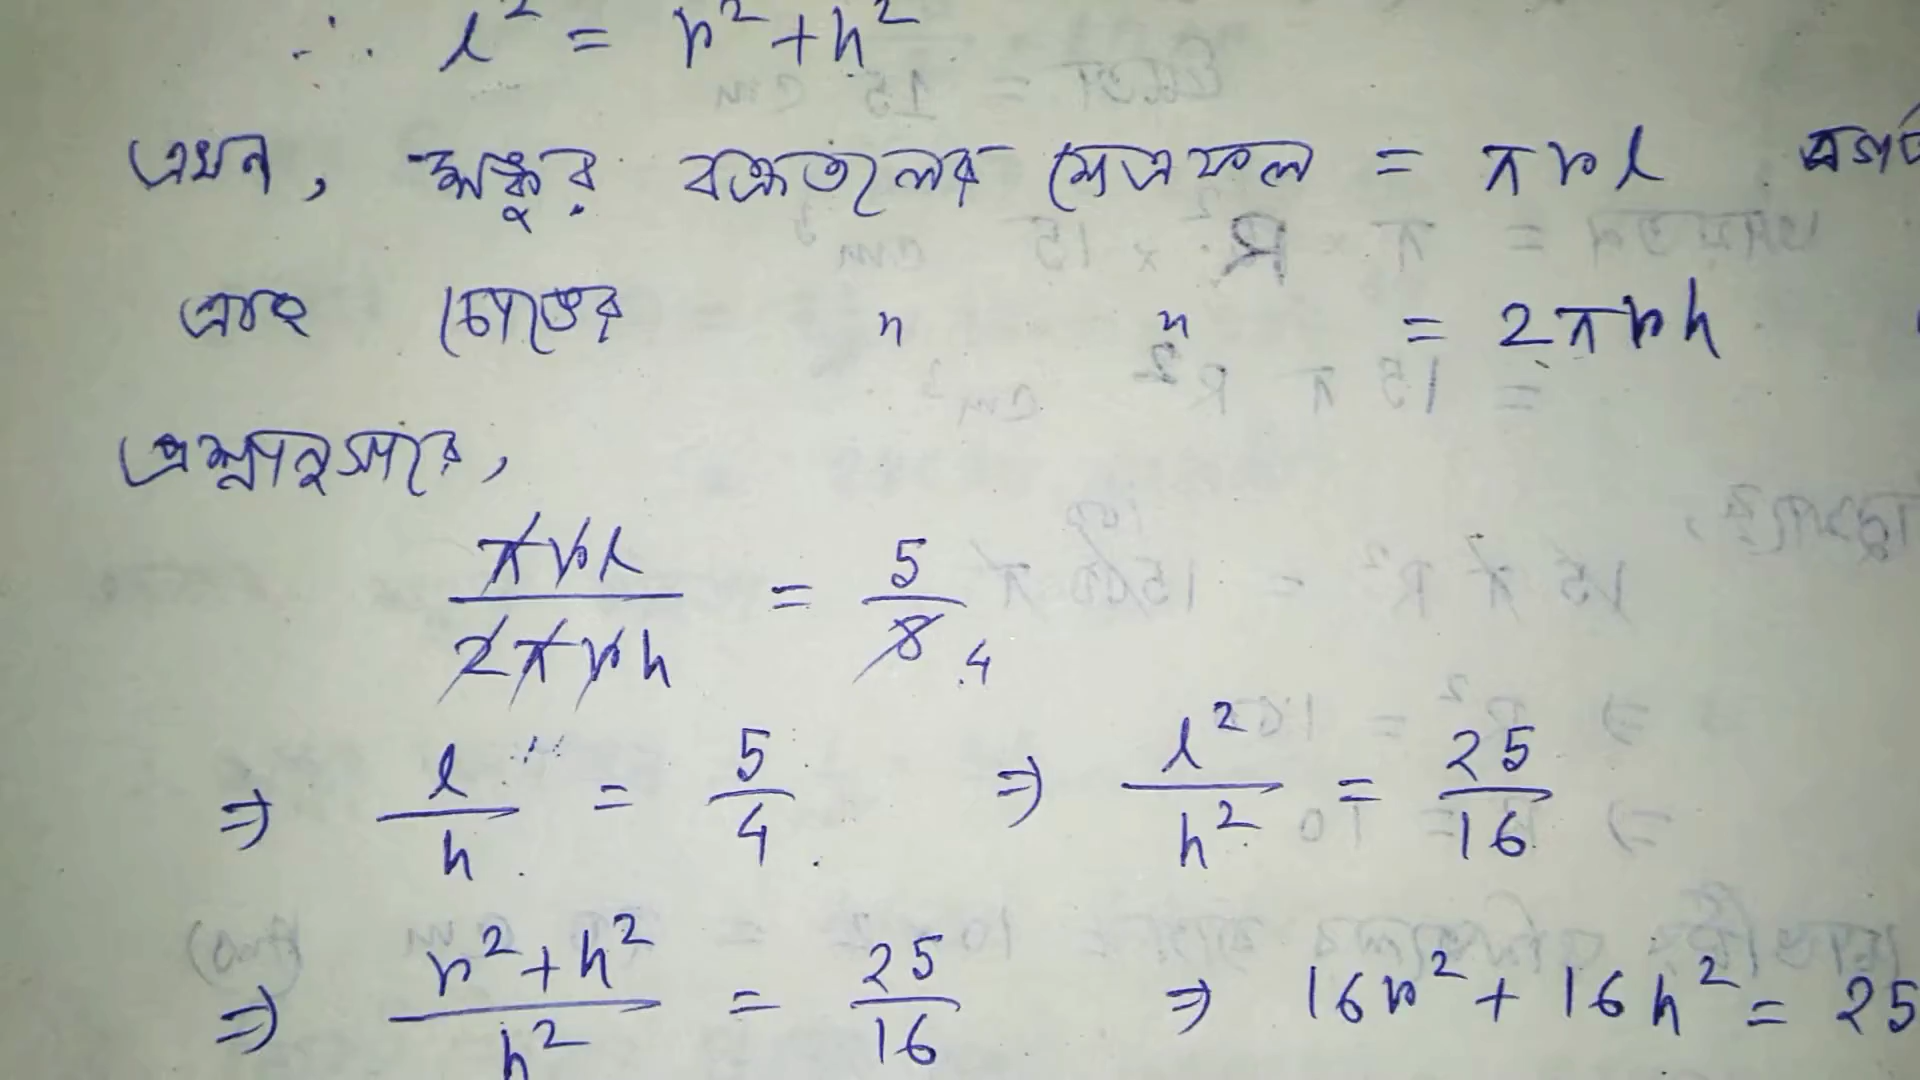 ∴ l² = r² + h²
এখন, শঙ্কুর বক্রতলের ক্ষেত্রফল = πrl
এবং চোঙের " " = 2πrh
প্রশ্নানুসারে,
πrl / 2πrh = 5 / 8 4
⇒ l / h = 5 / 4 ⇒ l² / h² = 25 / 16
⇒ r² + h² / h² = 25 / 16 ⇒ 16r² + 16h² = 25